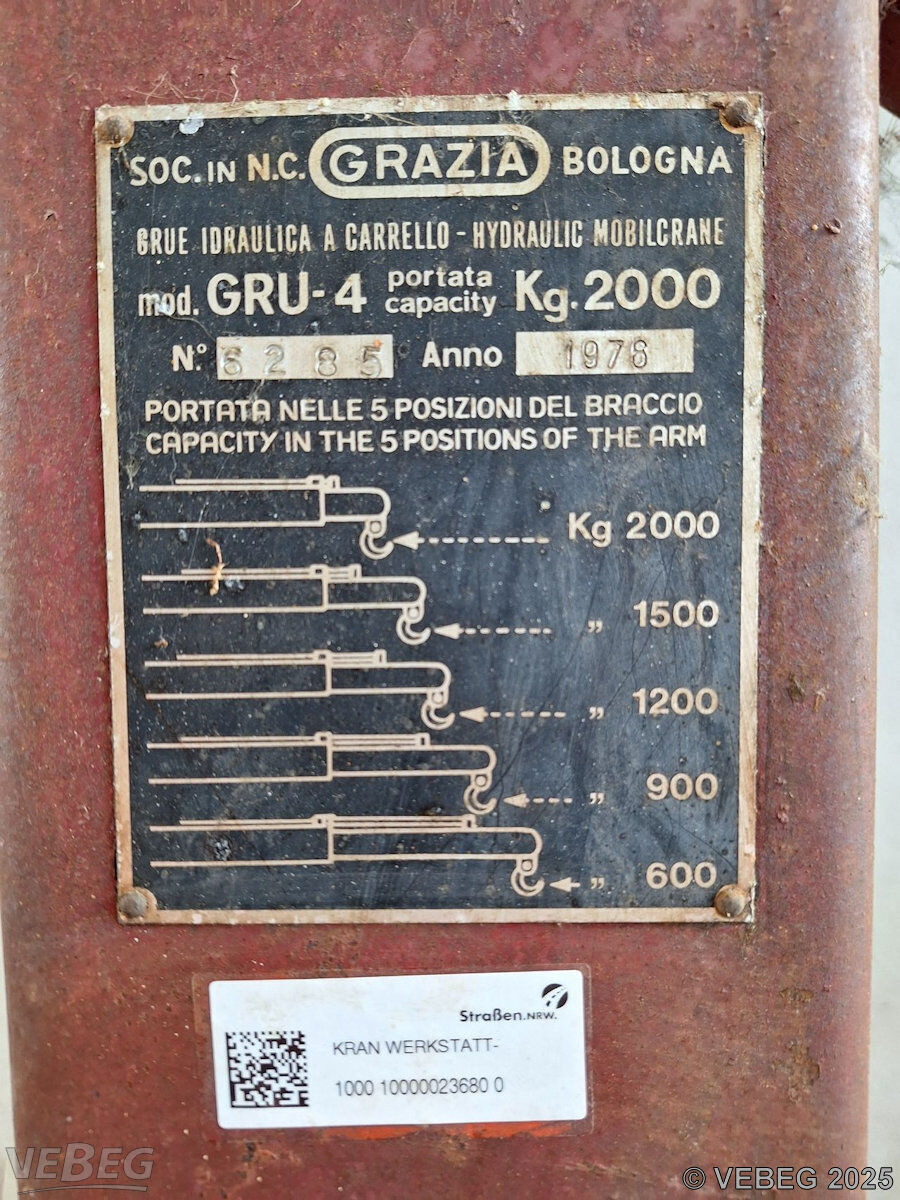 SOC. IN N.C. GRAZIA BOLOGNA
GRUE IDRAULICA A CARRELLO - HYDRAULIC MOBILCRANE
mod. GRU-4 portata capacity Kg. 2000
N° 6285 Anno 1976
PORTATA NELLE 5 POSIZIONI DEL BRACCIO
CAPACITY IN THE 5 POSITIONS OF THE ARM
Kg 2000
„ 1500
„ 1200
„ 900
„ 600
Straßen.NRW.
KRAN WERKSTATT-
1000 10000023680 0
VEBEG
© VEBEG 2025